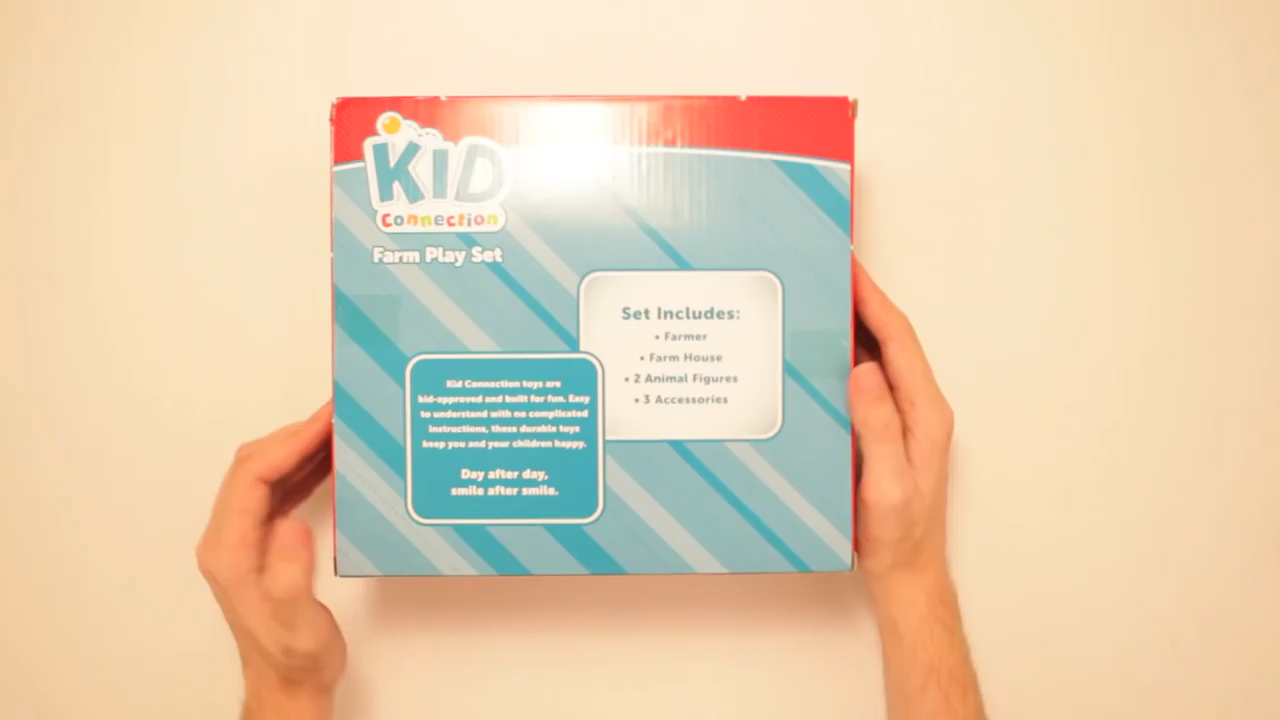 KID
Connection
Farm Play Set
Set Includes:
• Farmer
• Farm House
• 2 Animal Figures
• 3 Accessories
Kid Connection toys are
kid-approved and built for fun. Easy
to understand with no complicated
instructions, these durable toys
keep you and your children happy.
Day after day,
smile after smile.